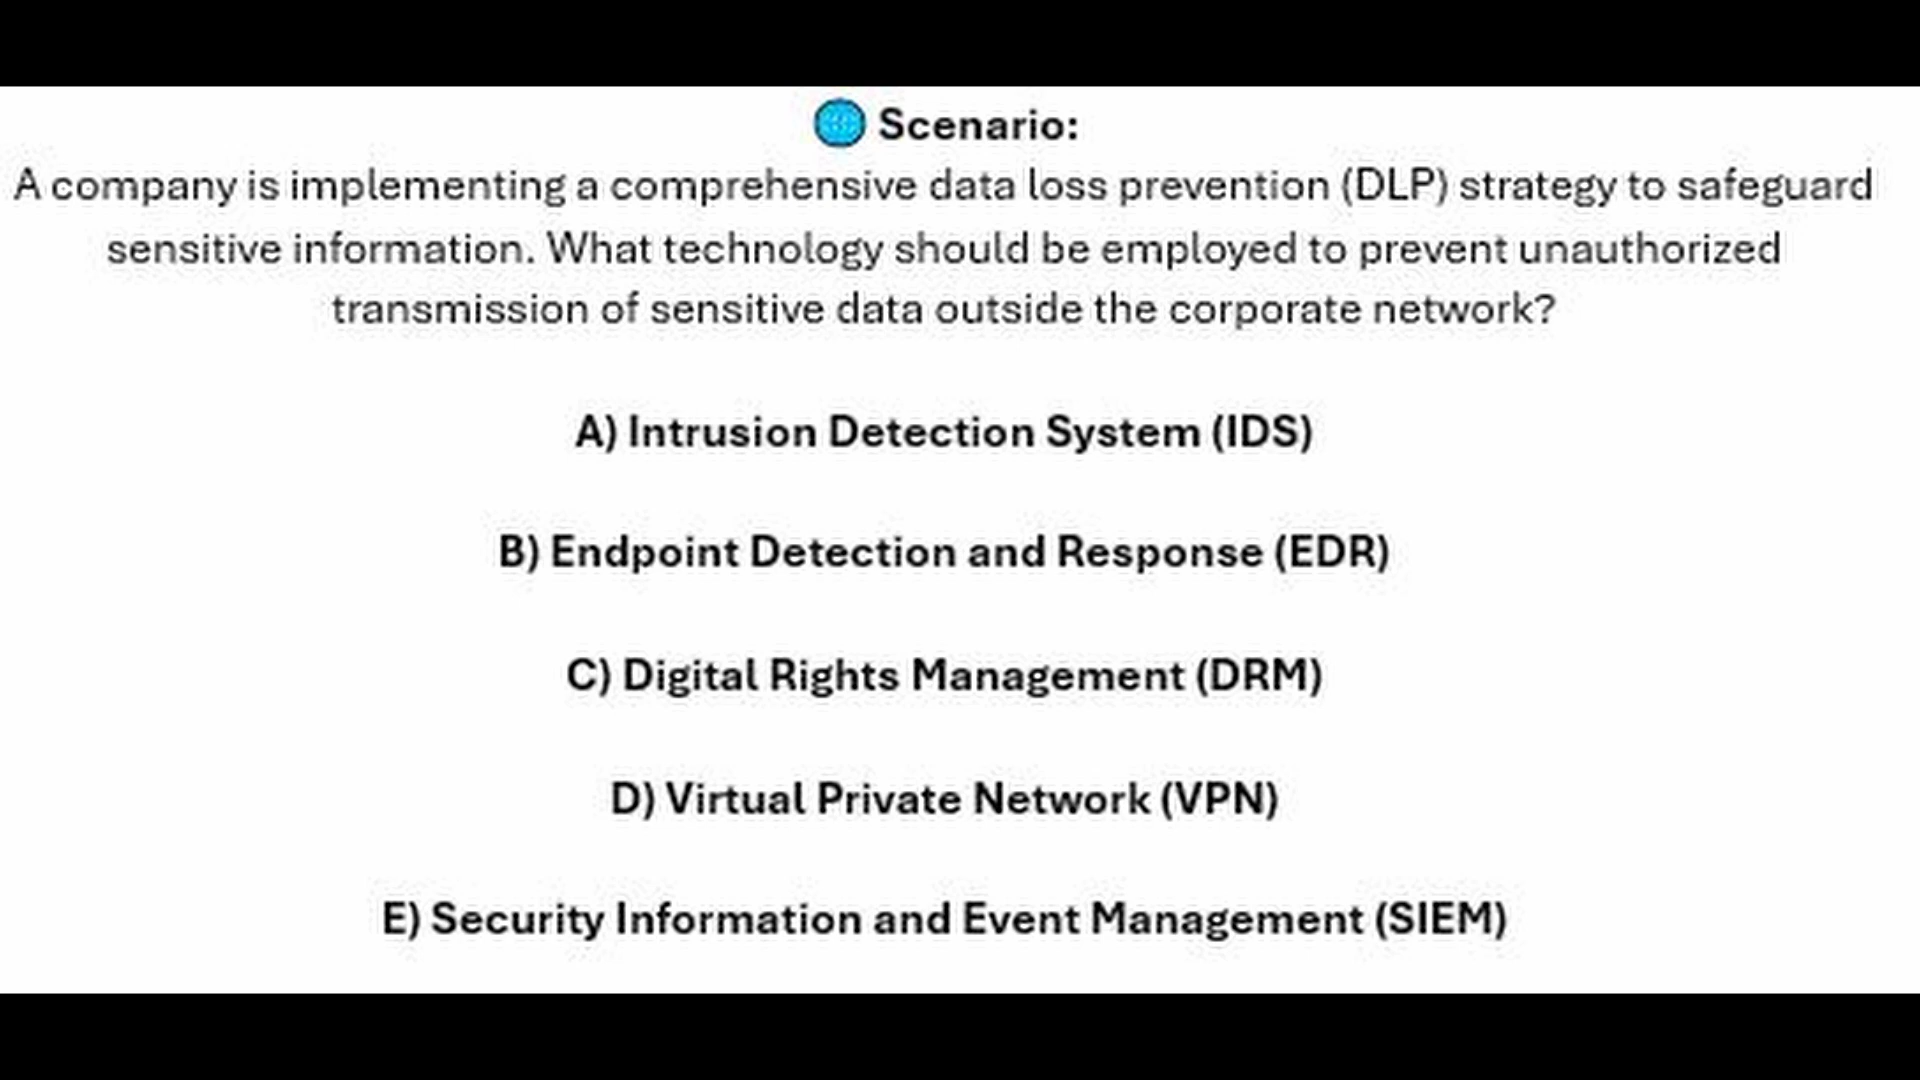 Scenario:
A company is implementing a comprehensive data loss prevention (DLP) strategy to safeguard
sensitive information. What technology should be employed to prevent unauthorized
transmission of sensitive data outside the corporate network?
A) Intrusion Detection System (IDS)
B) Endpoint Detection and Response (EDR)
C) Digital Rights Management (DRM)
D) Virtual Private Network (VPN)
E) Security Information and Event Management (SIEM)